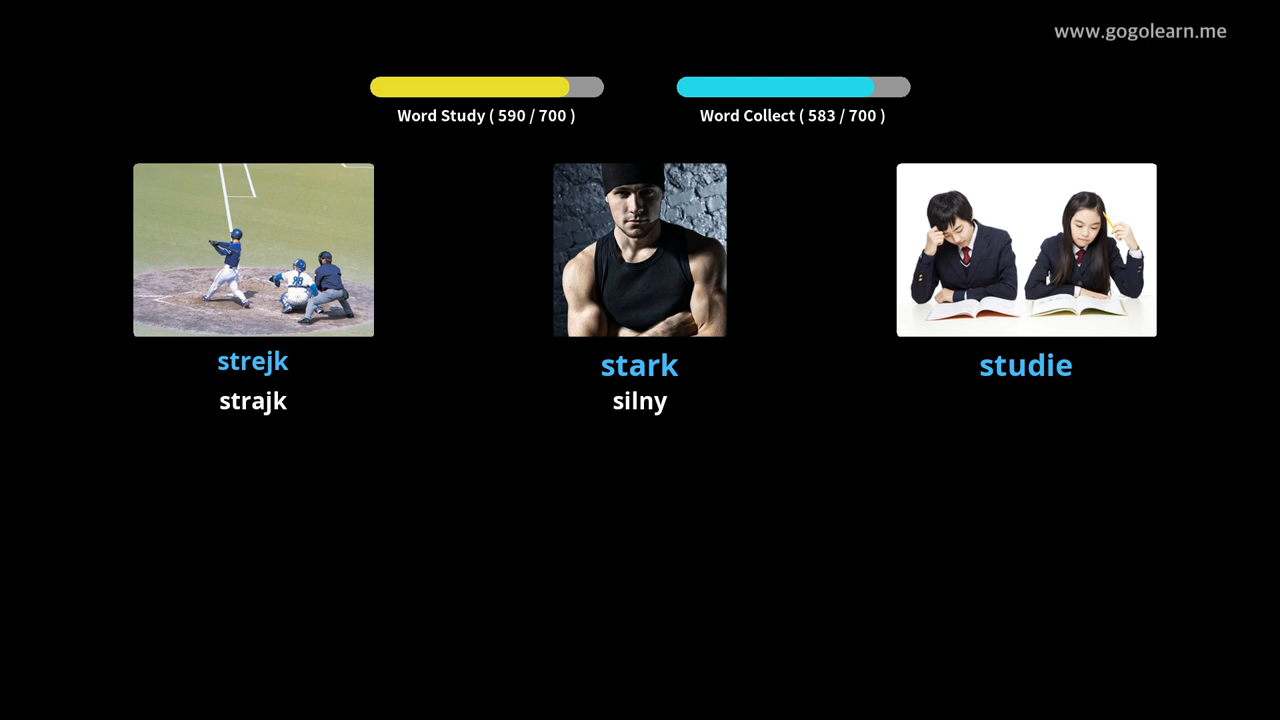 www.gogolearn.me
Word Study ( 590 / 700 )
Word Collect ( 583 / 700 )
strejk
strajk
stark
silny
studie